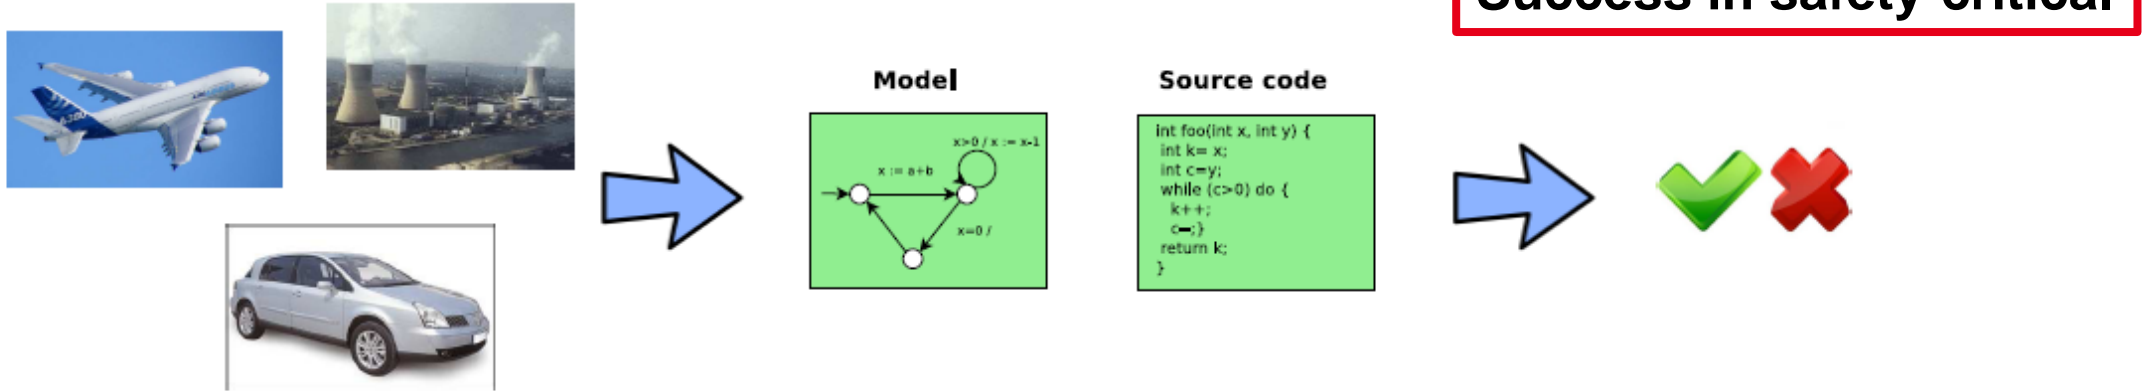 Success in safety-critical
Model
Source code
x>0 / x := x-1
x := a+b
x=0 /
int foo(int x, int y) {
int k= x;
int c=y;
while (c>0) do {
k++;
c--;}
return k;
}
A380